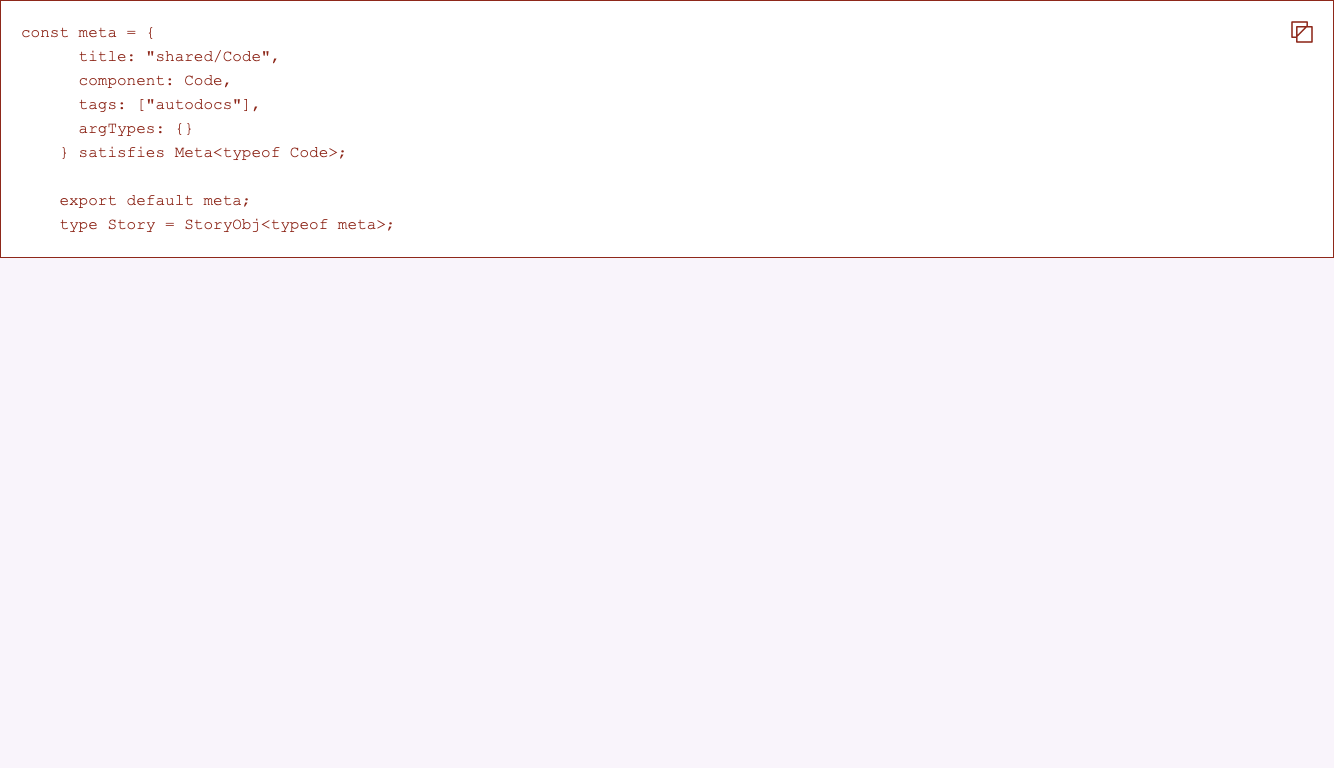 const meta = {
      title: "shared/Code",
      component: Code,
      tags: ["autodocs"],
      argTypes: {}
    } satisfies Meta<typeof Code>;

    export default meta;
    type Story = StoryObj<typeof meta>;